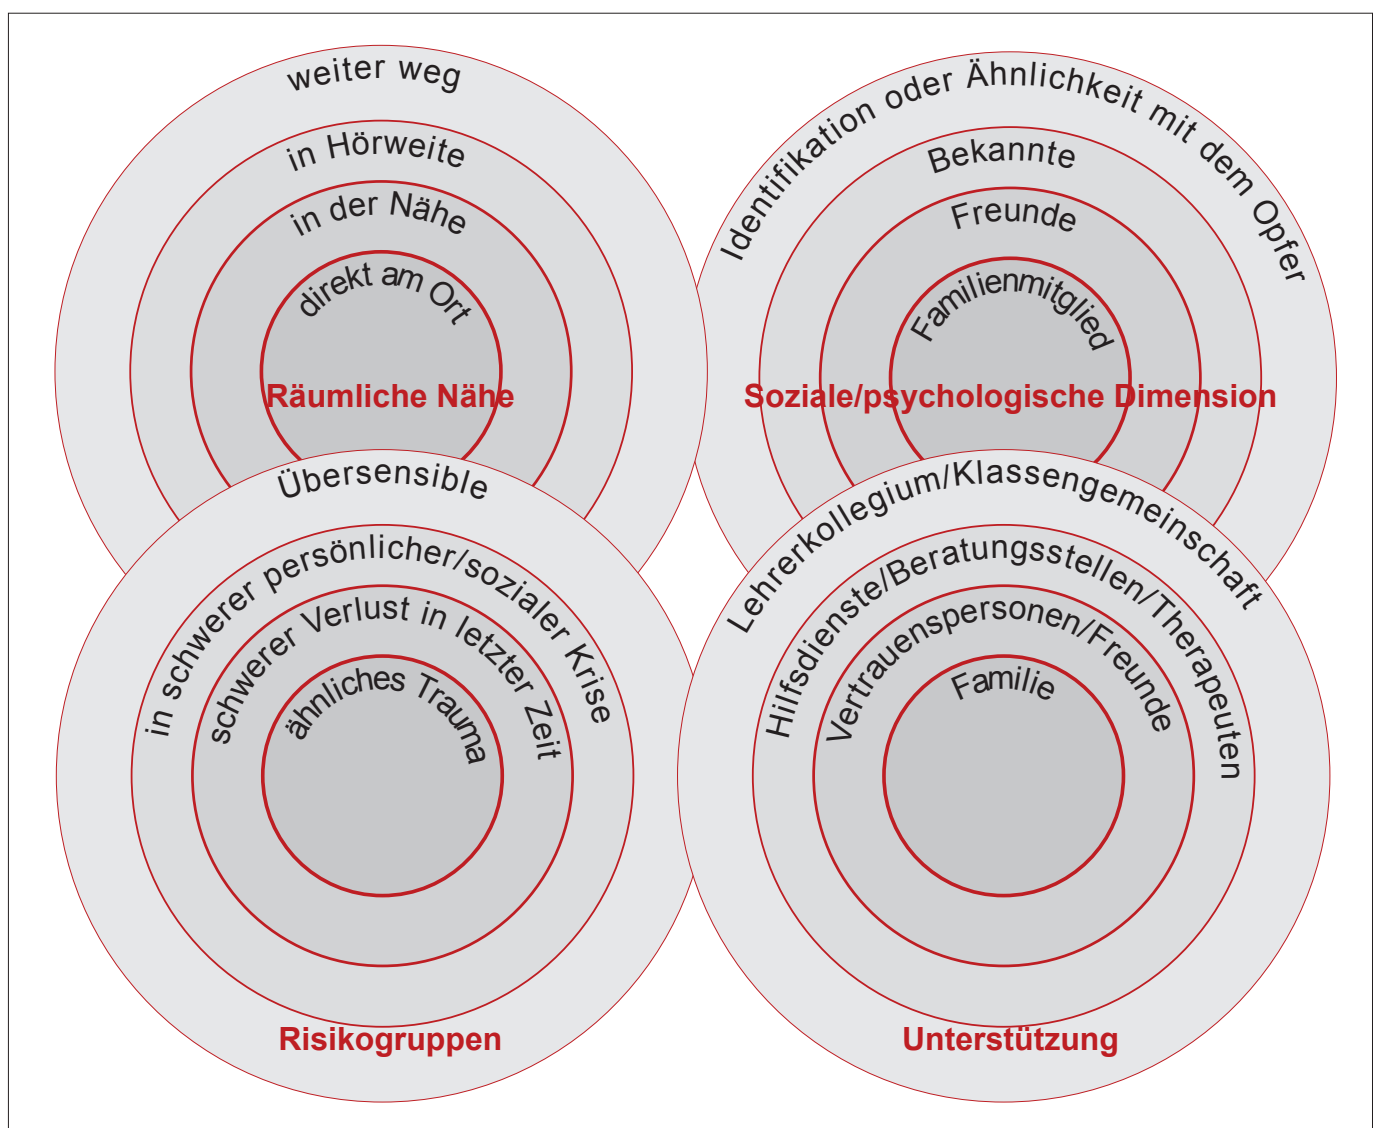 weiter weg
in Hörweite
in der Nähe
direkt am Ort
Räumliche Nähe
Identifikation oder Ähnlichkeit mit dem Opfer
Bekannte
Freunde
Familienmitglied
Soziale/psychologische Dimension
Übersensible
in schwerer persönlicher/sozialer Krise
schwerer Verlust in letzter Zeit
ähnliches Trauma
Risikogruppen
Lehrerkollegium/Klassengemeinschaft
Hilfsdienste/Beratungsstellen/Therapeuten
Vertrauenspersonen/Freunde
Familie
Unterstützung